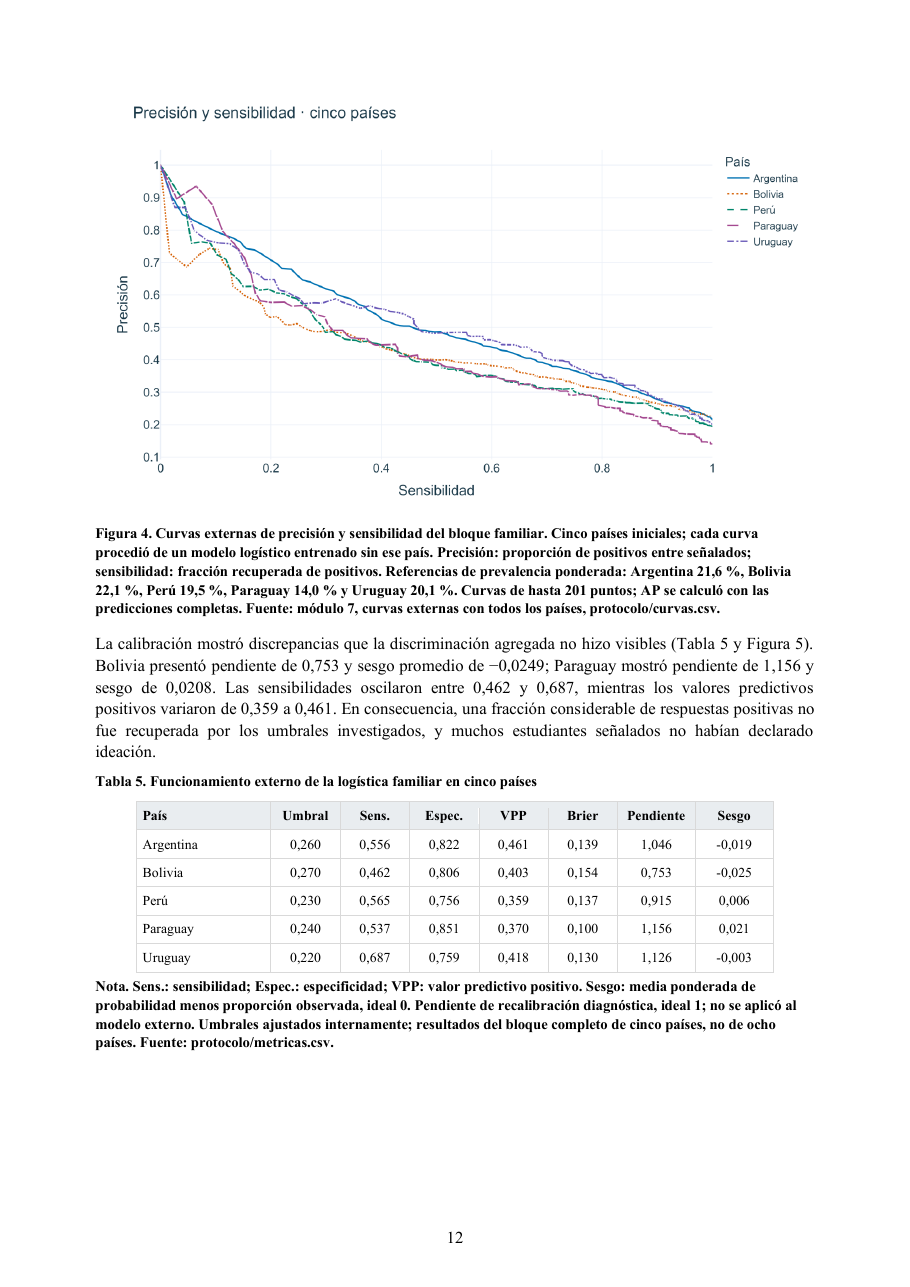 Precisión y sensibilidad · cinco países
País
Argentina
Bolivia
Perú
Paraguay
Uruguay
Precisión
1
0.9
0.8
0.7
0.6
0.5
0.4
0.3
0.2
0.1
0
0.2
0.4
0.6
0.8
1
Sensibilidad
Figura 4. Curvas externas de precisión y sensibilidad del bloque familiar. Cinco países iniciales; cada curva
procedió de un modelo logístico entrenado sin ese país. Precisión: proporción de positivos entre señalados;
sensibilidad: fracción recuperada de positivos. Referencias de prevalencia ponderada: Argentina 21,6 %, Bolivia
22,1 %, Perú 19,5 %, Paraguay 14,0 % y Uruguay 20,1 %. Curvas de hasta 201 puntos; AP se calculó con las
predicciones completas. Fuente: módulo 7, curvas externas con todos los países, protocolo/curvas.csv.
La calibración mostró discrepancias que la discriminación agregada no hizo visibles (Tabla 5 y Figura 5).
Bolivia presentó pendiente de 0,753 y sesgo promedio de −0,0249; Paraguay mostró pendiente de 1,156 y
sesgo de 0,0208. Las sensibilidades oscilaron entre 0,462 y 0,687, mientras los valores predictivos
positivos variaron de 0,359 a 0,461. En consecuencia, una fracción considerable de respuestas positivas no
fue recuperada por los umbrales investigados, y muchos estudiantes señalados no habían declarado
ideación.
Tabla 5. Funcionamiento externo de la logística familiar en cinco países
País Umbral Sens. Espec. VPP Brier Pendiente Sesgo
Argentina 0,260 0,556 0,822 0,461 0,139 1,046 -0,019
Bolivia 0,270 0,462 0,806 0,403 0,154 0,753 -0,025
Perú 0,230 0,565 0,756 0,359 0,137 0,915 0,006
Paraguay 0,240 0,537 0,851 0,370 0,100 1,156 0,021
Uruguay 0,220 0,687 0,759 0,418 0,130 1,126 -0,003
Nota. Sens.: sensibilidad; Espec.: especificidad; VPP: valor predictivo positivo. Sesgo: media ponderada de
probabilidad menos proporción observada, ideal 0. Pendiente de recalibración diagnóstica, ideal 1; no se aplicó al
modelo externo. Umbrales ajustados internamente; resultados del bloque completo de cinco países, no de ocho
países. Fuente: protocolo/metricas.csv.
12